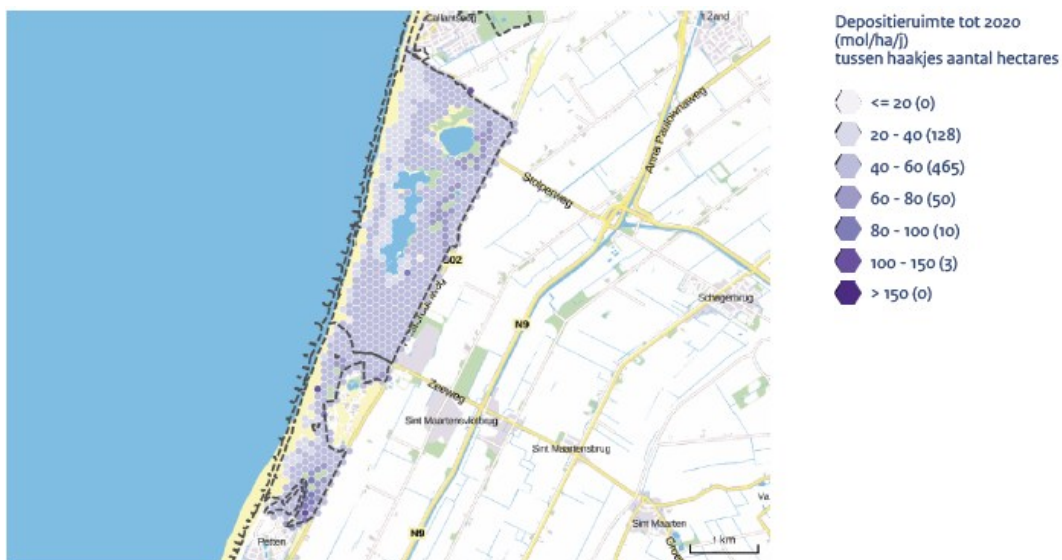 Depositieruimte tot 2020
(mol/ha/j)
tussen haakjes aantal hectares
<= 20 (0)
20 - 40 (128)
40 - 60 (465)
60 - 80 (50)
80 - 100 (10)
100 - 150 (3)
> 150 (0)
Callantsoog
't Zand
Anna Paulownaweg
Stolperweg
Schagerbrug
N9
Zeeweg
Sint Maartensvlotbrug
Sint Maartensbrug
Sint Maarten
Petten
N9
1 km